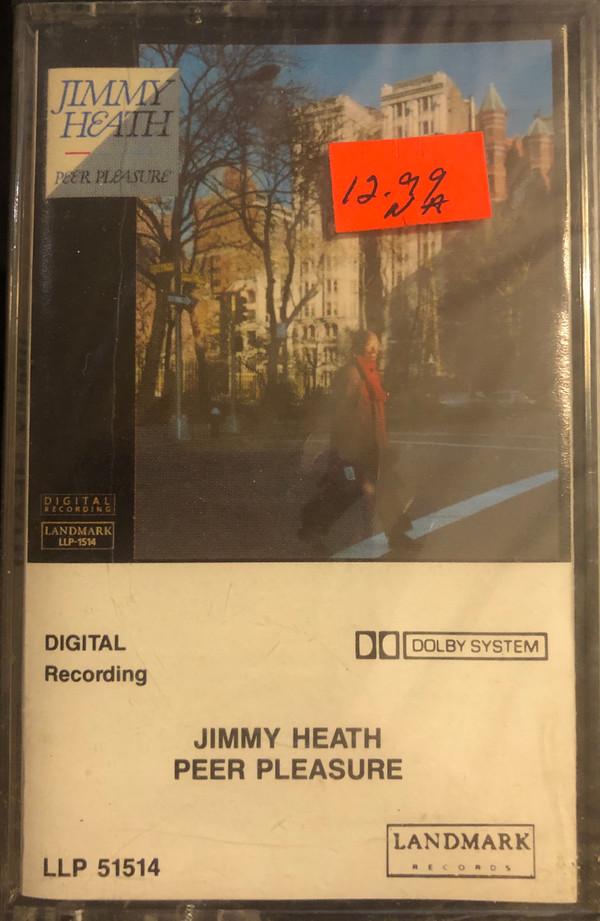 JIMMY
HEATH
PEER PLEASURE
12.99
DIGITAL
RECORDING
LANDMARK
LLP-1514
DIGITAL
Recording
DOLBY SYSTEM
JIMMY HEATH
PEER PLEASURE
LLP 51514
LANDMARK
RECORDS